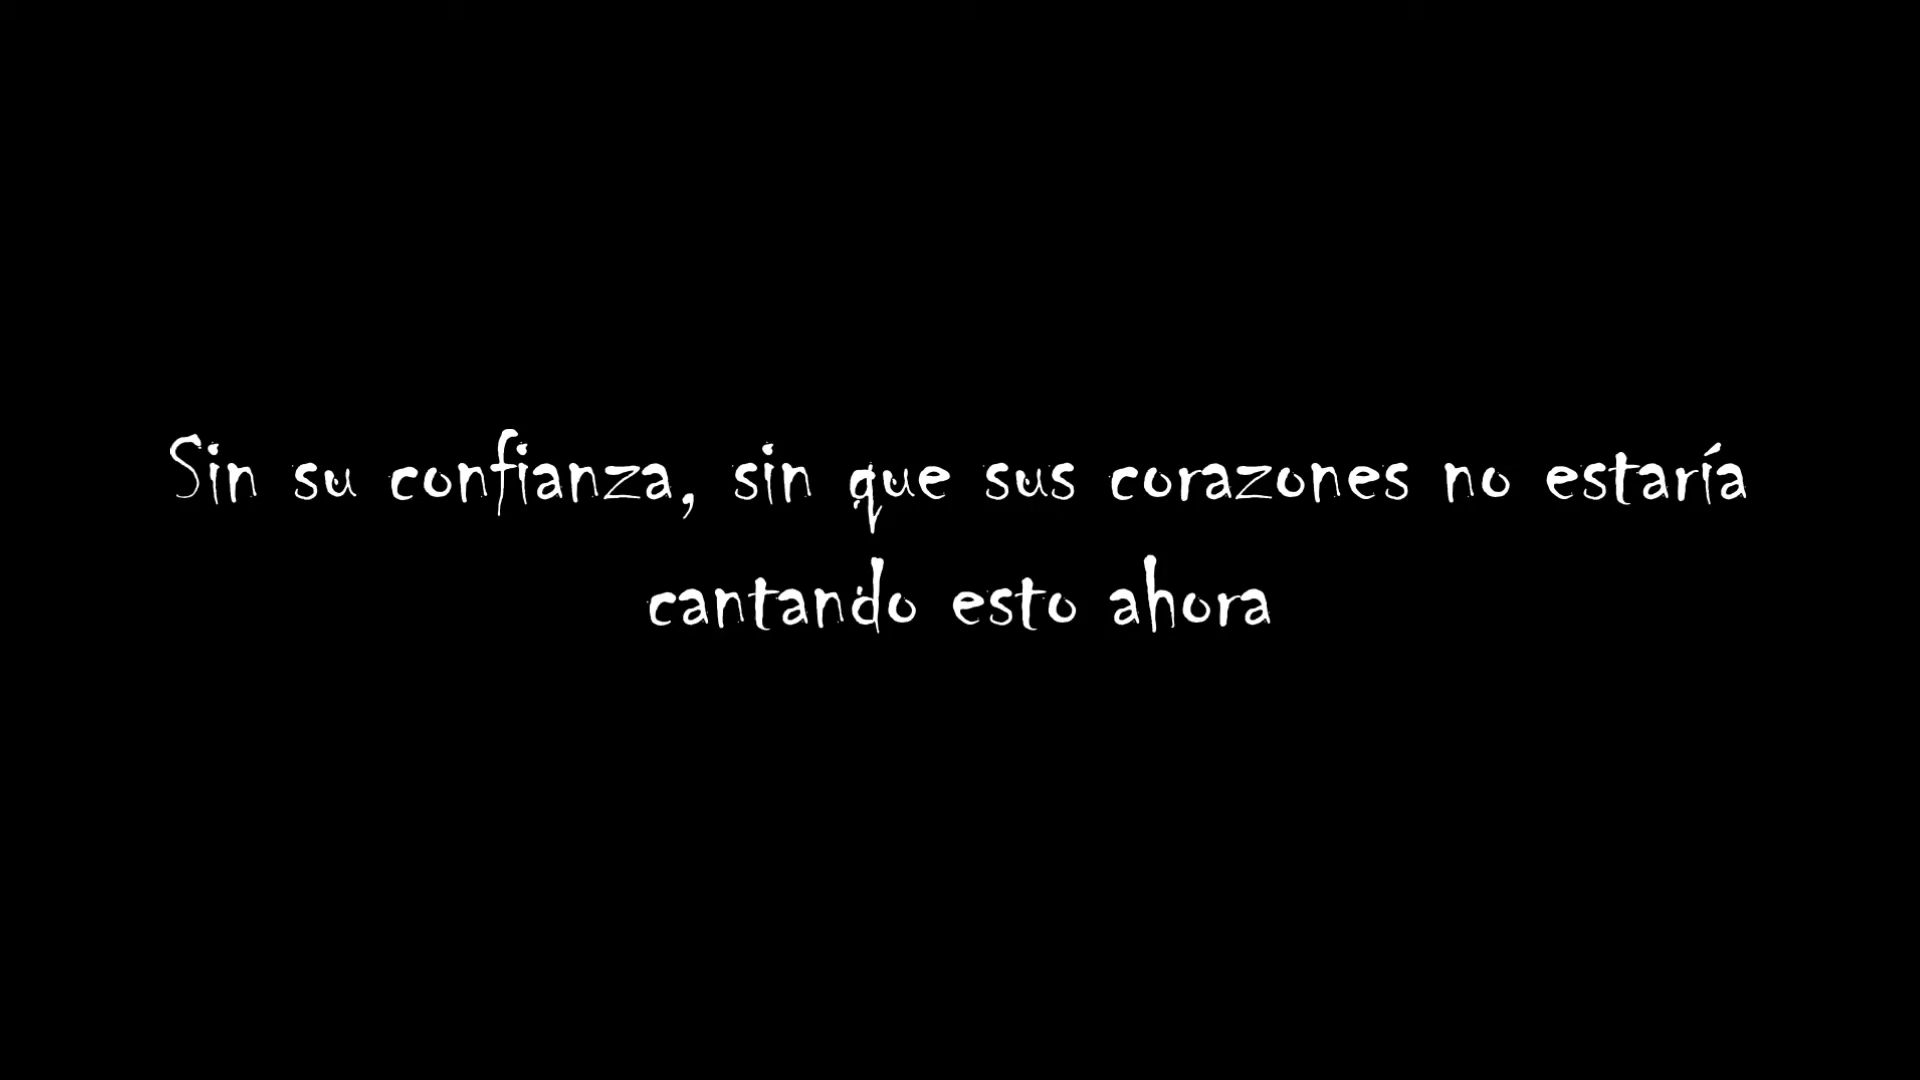 Sin su confianza, sin que sus corazones no estaría
cantando esto ahora